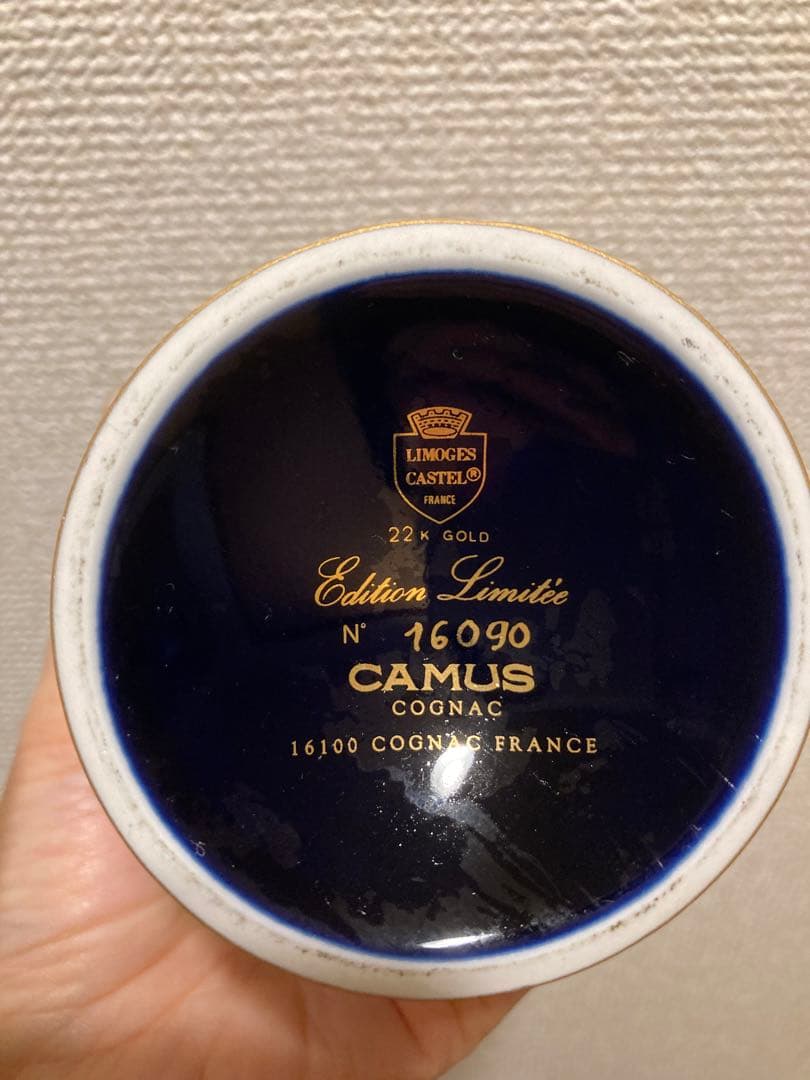 LIMOGES
CASTEL®
FRANCE
22 K GOLD
Edition Limitée
N° 16090
CAMUS
COGNAC
16100 COGNAC FRANCE